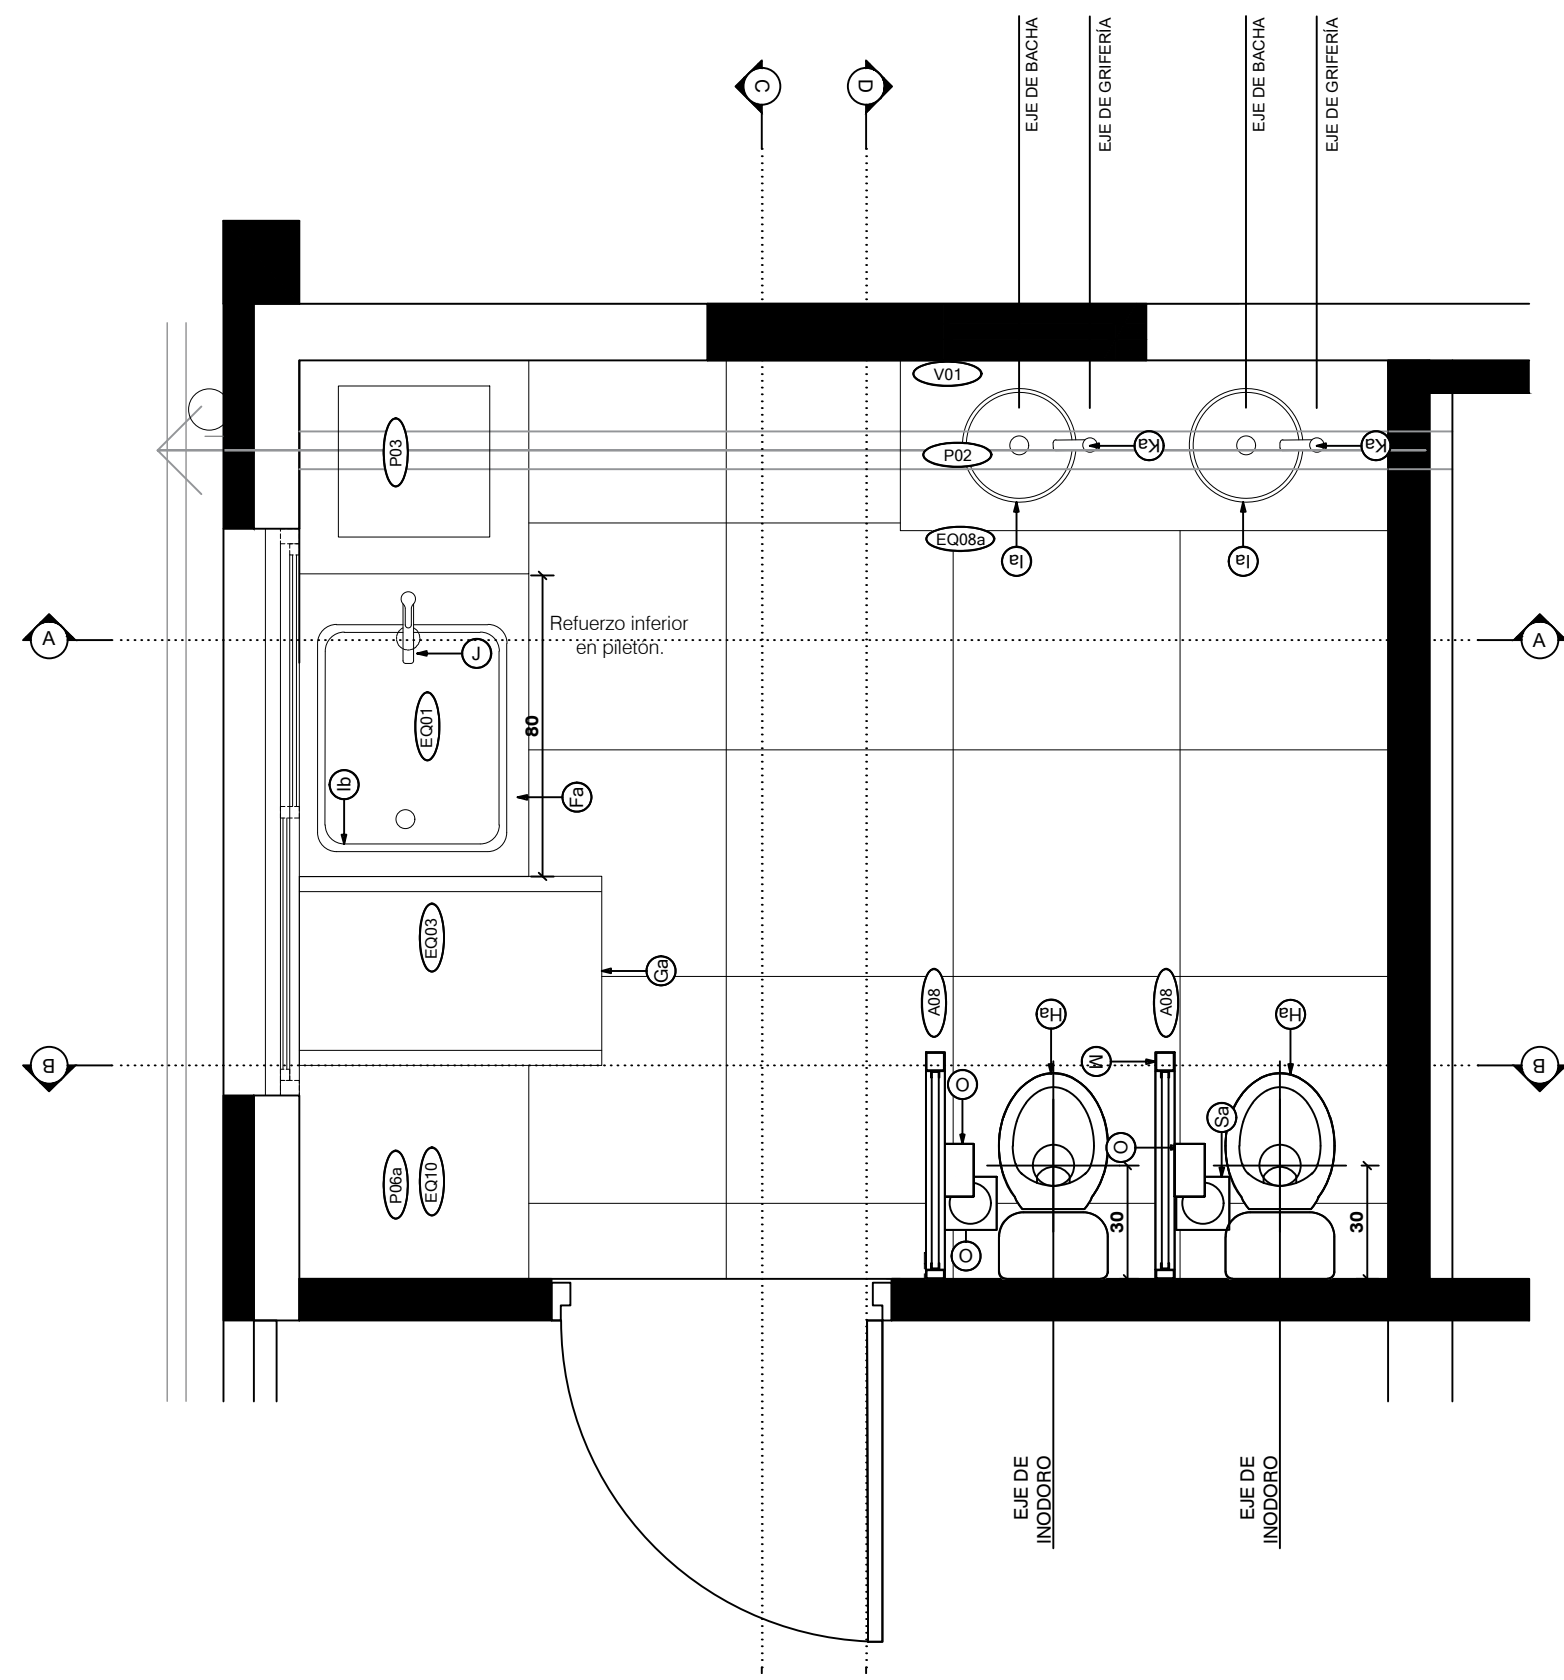 EJE DE BACHA
EJE DE GRIFERÍA
EJE DE BACHA
EJE DE GRIFERÍA
C
D
V01
P03
P02
Ka
Ka
EQ08a
Ia
Ia
A
Refuerzo inferior
en piletón.
A
J
EQ01
80
Ib
Fa
EQ03
Ga
A08
A08
Ha
Ha
B
M
B
O
Sa
O
P06a
EQ10
30
30
O
EJE DE
INODORO
EJE DE
INODORO